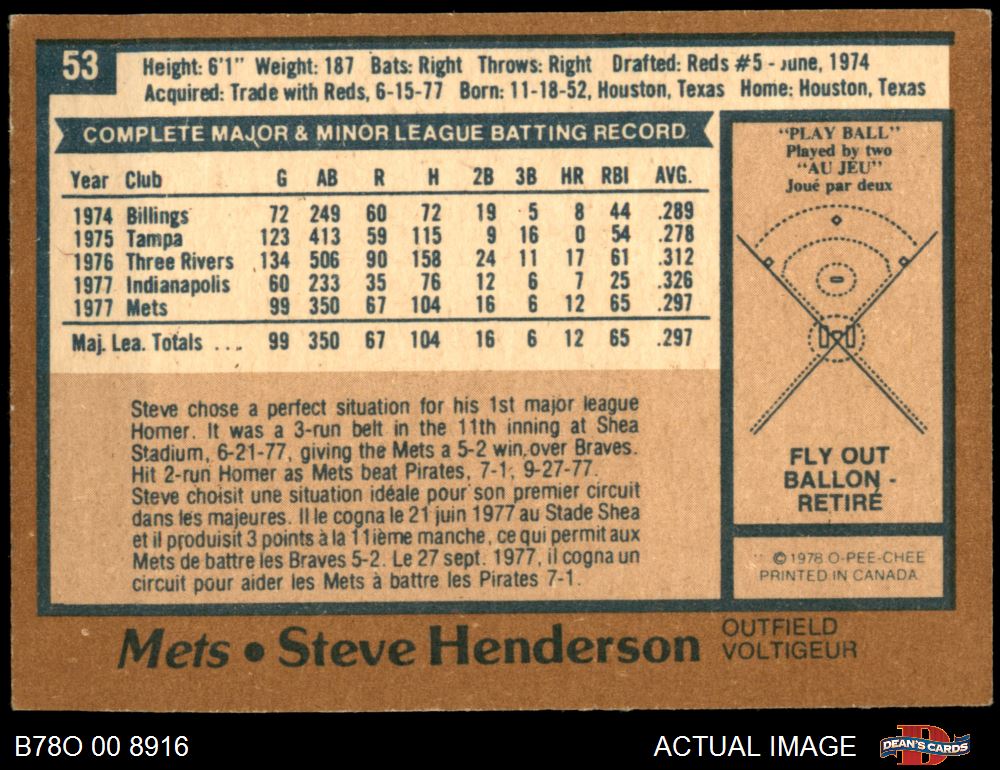 53
Height: 6'1" Weight: 187 Bats: Right Throws: Right Drafted: Reds #5 - June, 1974
Acquired: Trade with Reds, 6-15-77 Born: 11-18-52, Houston, Texas Home: Houston, Texas
COMPLETE MAJOR & MINOR LEAGUE BATTING RECORD
Year Club G AB R H 2B 3B HR RBI AVG.
1974 Billings 72 249 60 72 19 5 8 44 .289
1975 Tampa 123 413 59 115 9 16 0 54 .278
1976 Three Rivers 134 506 90 158 24 11 17 61 .312
1977 Indianapolis 60 233 35 76 12 6 7 25 .326
1977 Mets 99 350 67 104 16 6 12 65 .297
Maj. Lea. Totals .... 99 350 67 104 16 6 12 65 .297
Steve chose a perfect situation for his 1st major league
Homer. It was a 3-run belt in the 11th inning at Shea
Stadium, 6-21-77, giving the Mets a 5-2 win over Braves.
Hit 2-run Homer as Mets beat Pirates, 7-1, 9-27-77.
Steve choisit une situation idéale pour son premier circuit
dans les majeures. Il le cogna le 21 juin 1977 au Stade Shea
et il produisit 3 points à la 11ième manche, ce qui permit aux
Mets de battre les Braves 5-2. Le 27 sept. 1977, il cogna un
circuit pour aider les Mets à battre les Pirates 7-1.
"PLAY BALL"
Played by two
"AU JEU"
Joué par deux
FLY OUT
BALLON -
RETIRÉ
©1978 O-PEE-CHEE
PRINTED IN CANADA
Mets • Steve Henderson
OUTFIELD
VOLTIGEUR
B78O 00 8916
ACTUAL IMAGE
D
DEAN'S CARDS